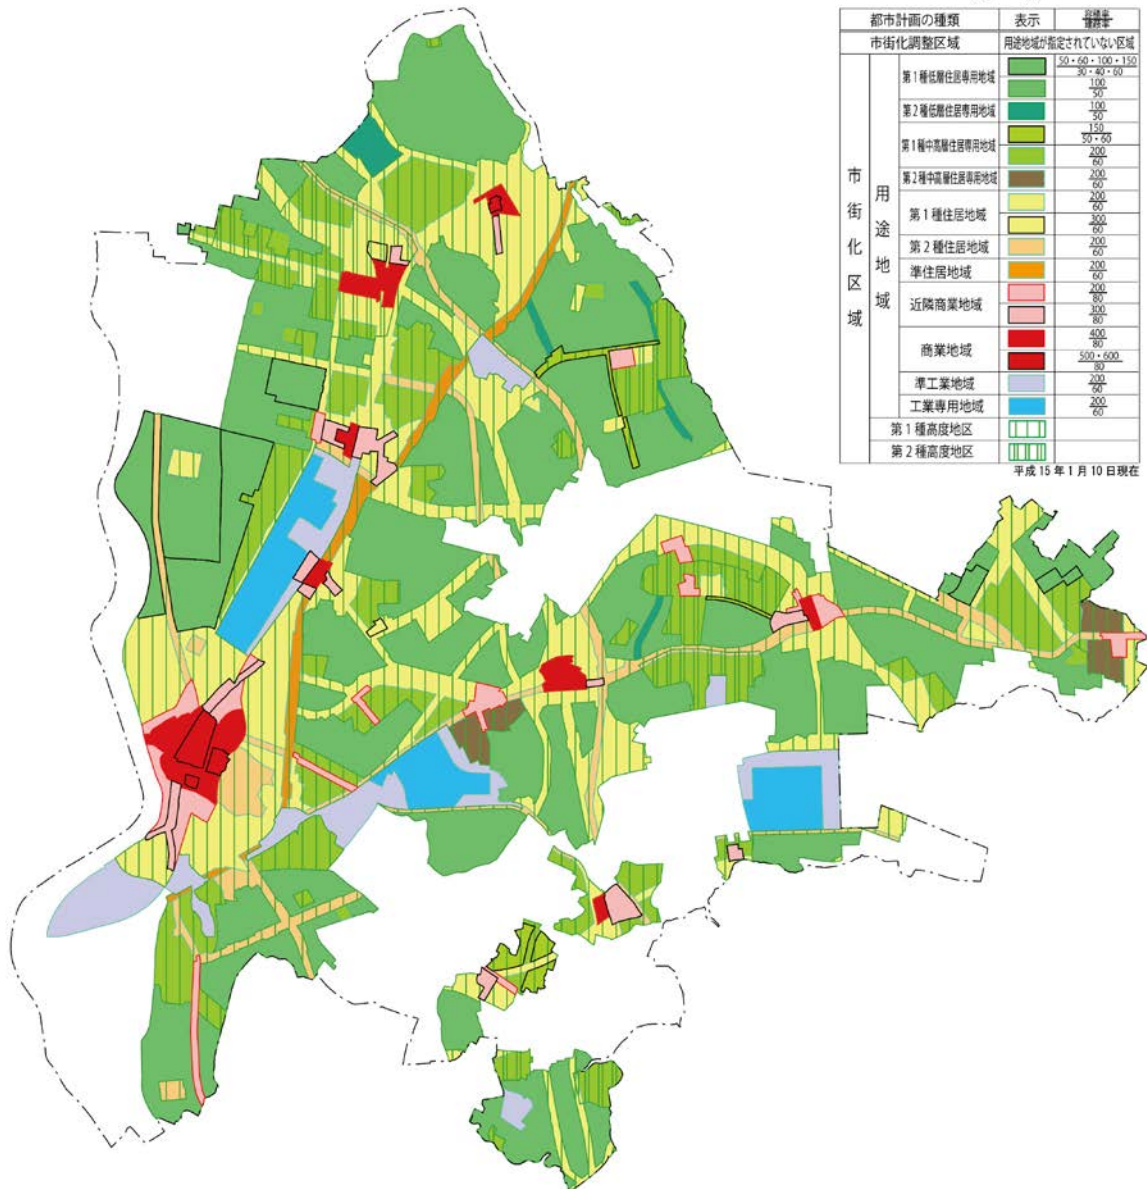 都市計画の種類 表示 容積率
建蔽率
市街化調整区域 用途地域が指定されていない区域
市街化区域
用途地域
第1種低層住居専用地域 50・60・100・150
30・40・60
100
50
第2種低層住居専用地域 100
50
第1種中高層住居専用地域 150
50・60
200
60
第2種中高層住居専用地域 200
60
第1種住居地域 200
60
300
60
第2種住居地域 200
60
準住居地域 200
60
近隣商業地域 200
80
300
80
商業地域 400
80
500・600
80
準工業地域 200
60
工業専用地域 200
60
第1種高度地区
第2種高度地区
平成15年1月10日現在